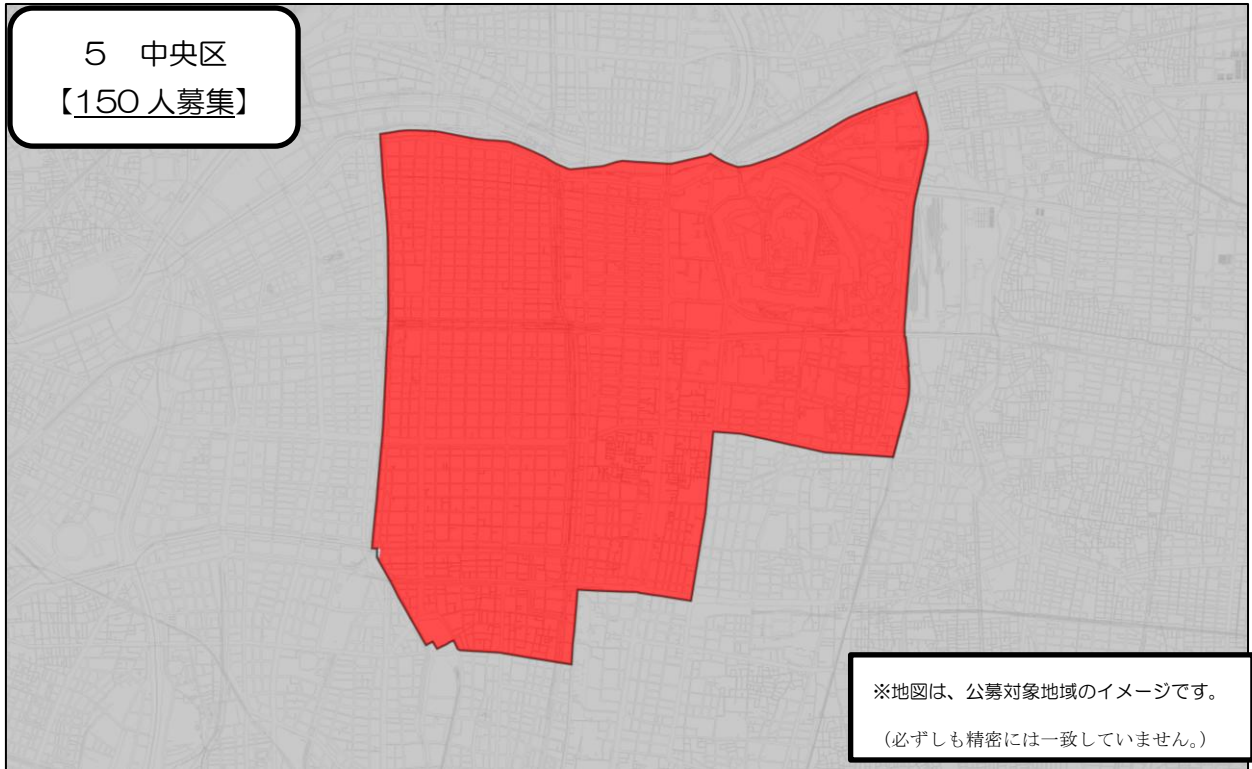 5　中央区
【150人募集】
※地図は、公募対象地域のイメージです。
（必ずしも精密には一致していません。）